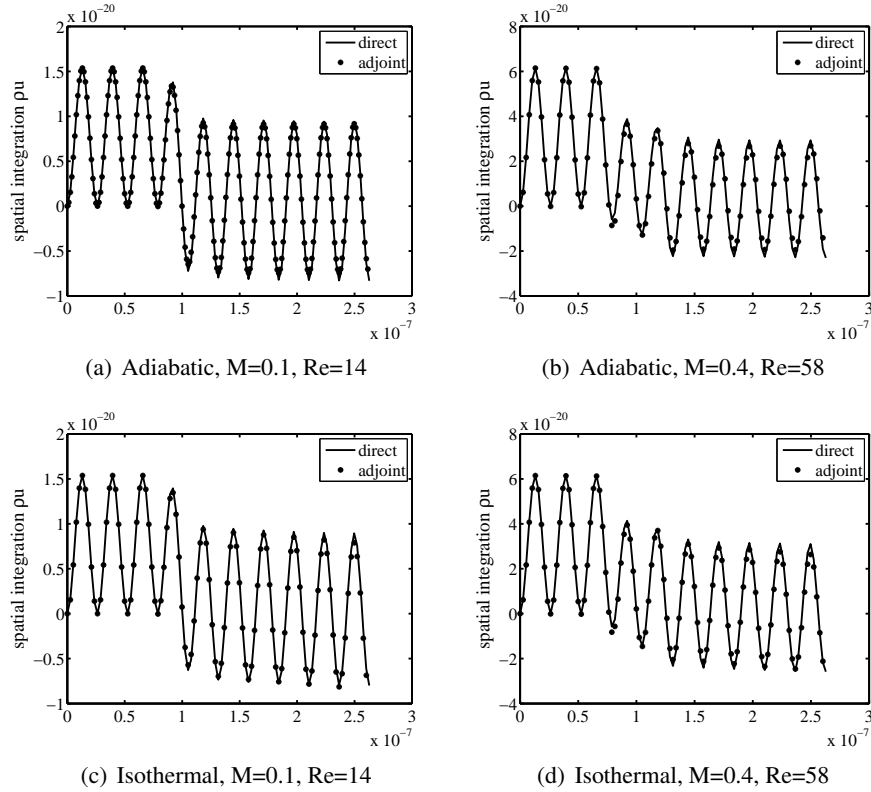 x 10−20
2
1.5
1
0.5
0
−0.5
−1
spatial integration ρu
direct
adjoint
0 0.5 1 1.5 2 2.5 3
x 10−7
(a) Adiabatic, M=0.1, Re=14
x 10−20
8
6
4
2
0
−2
−4
spatial integration ρu
direct
adjoint
0 0.5 1 1.5 2 2.5 3
x 10−7
(b) Adiabatic, M=0.4, Re=58
x 10−20
2
1.5
1
0.5
0
−0.5
−1
spatial integration ρu
direct
adjoint
0 0.5 1 1.5 2 2.5 3
x 10−7
(c) Isothermal, M=0.1, Re=14
x 10−20
8
6
4
2
0
−2
−4
spatial integration ρu
direct
adjoint
0 0.5 1 1.5 2 2.5 3
x 10−7
(d) Isothermal, M=0.4, Re=58